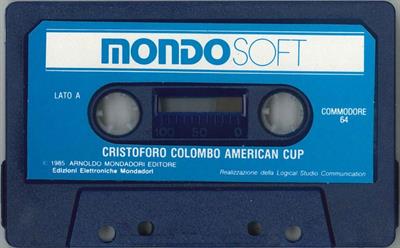 MONDOSOFT
LATO A
COMMODORE
64
100 50 0
CRISTOFORO COLOMBO AMERICAN CUP
© 1985 ARNOLDO MONDADORI EDITORE
Edizioni Elettroniche Mondadori
Realizzazione della Logical Studio Communication